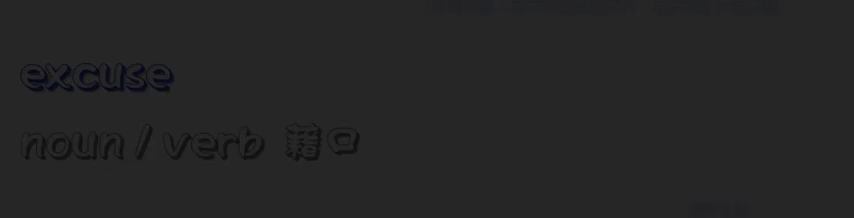 excuse
noun / verb 藉口